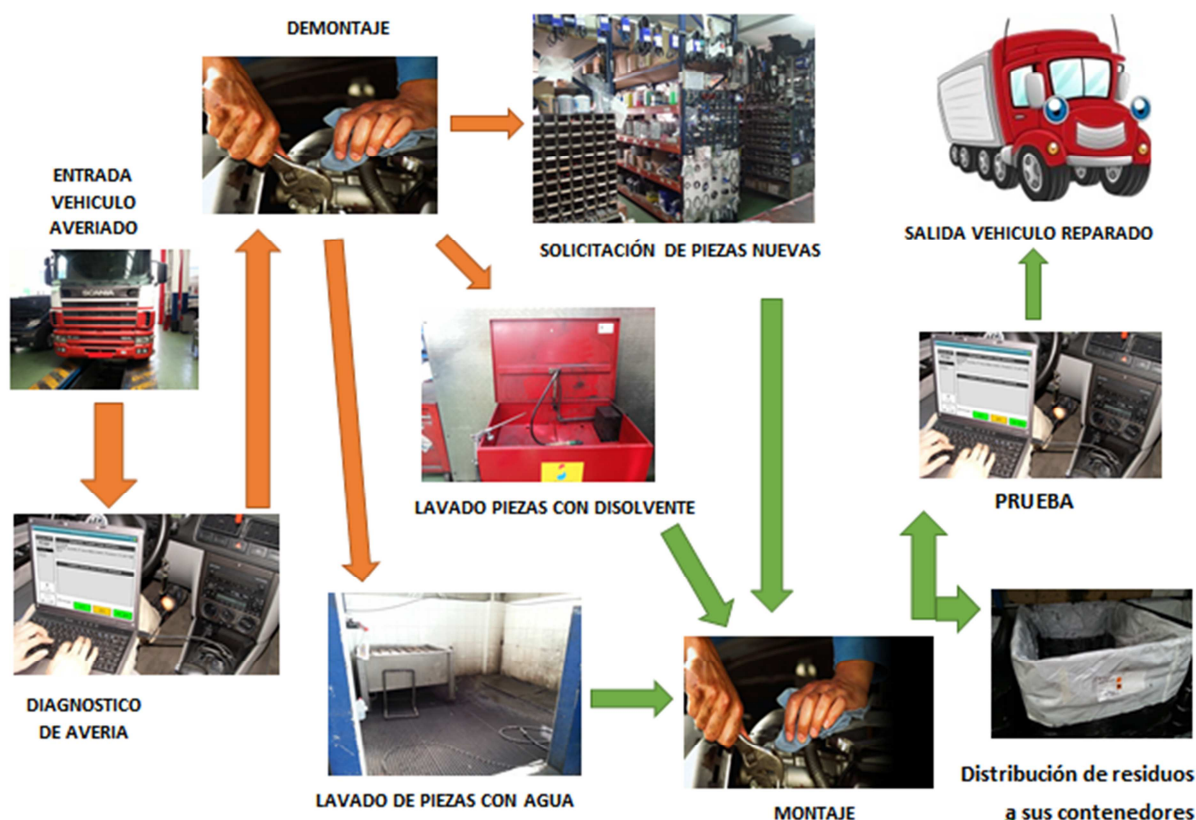 DEMONTAJE
ENTRADA
VEHICULO
AVERIADO
SCANIA
SOLICITACIÓN DE PIEZAS NUEVAS
SALIDA VEHICULO REPARADO
LAVADO PIEZAS CON DISOLVENTE
PRUEBA
DIAGNOSTICO
DE AVERIA
LAVADO DE PIEZAS CON AGUA
MONTAJE
Distribución de residuos
a sus contenedores